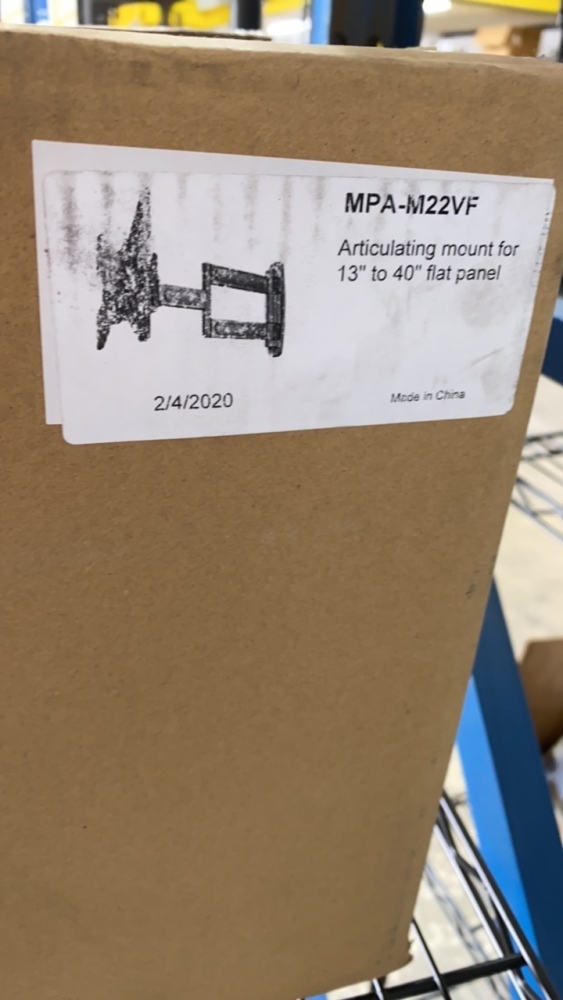 MPA-M22VF
Articulating mount for
13" to 40" flat panel
2/4/2020
Made in China